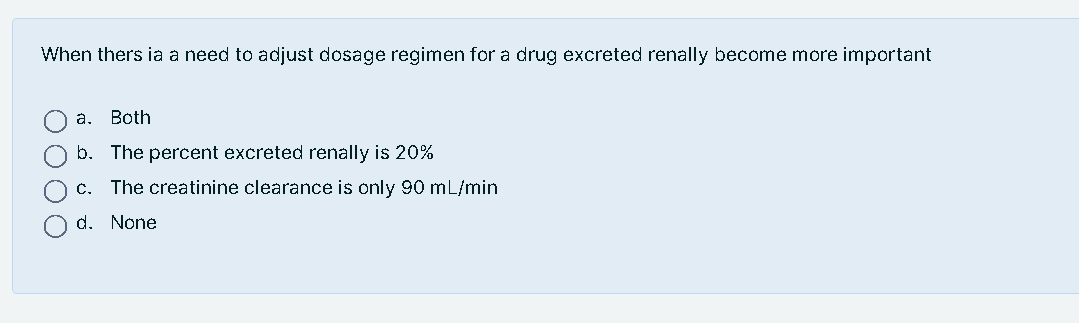 When thers ia a need to adjust dosage regimen for a drug excreted renally become more important
a. Both
b. The percent excreted renally is 20%
c. The creatinine clearance is only 90 mL/min
d. None